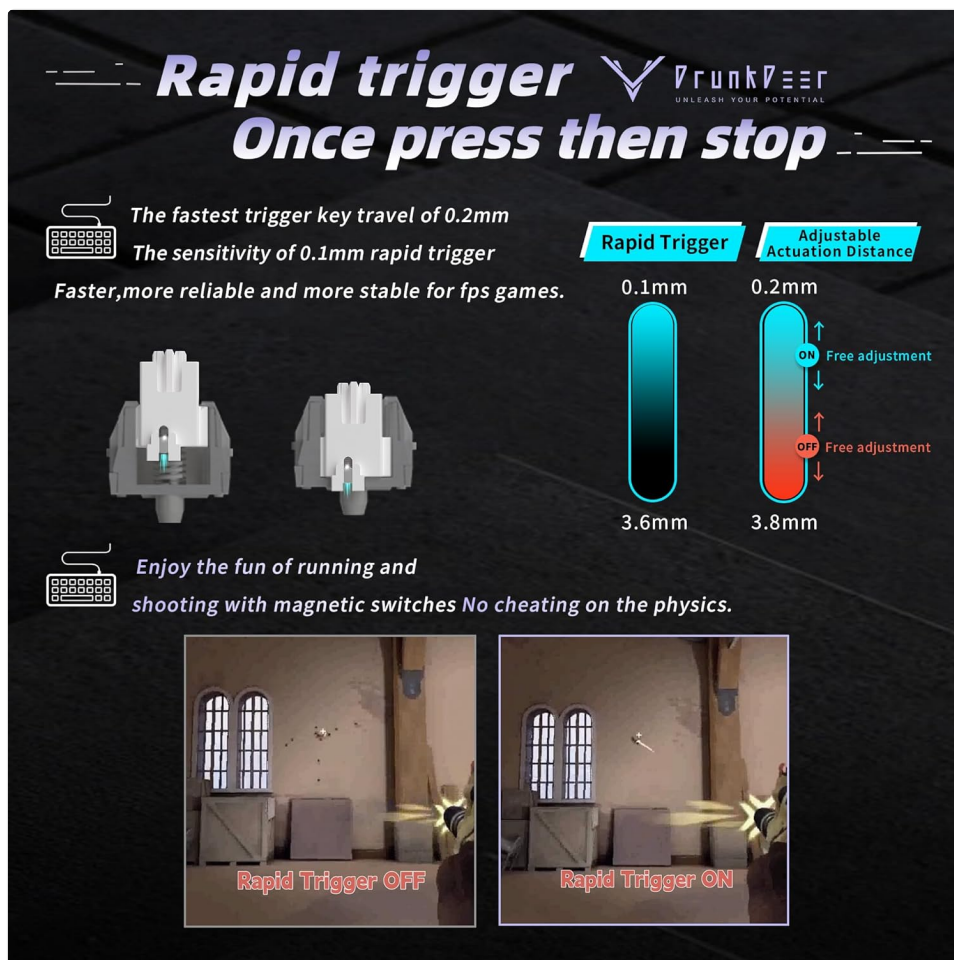 Rapid trigger
DrunkDeer
UNLEASH YOUR POTENTIAL
Once press then stop
The fastest trigger key travel of 0.2mm
The sensitivity of 0.1mm rapid trigger
Faster,more reliable and more stable for fps games.
Rapid Trigger
Adjustable
Actuation Distance
0.1mm
0.2mm
ON
Free adjustment
OFF
Free adjustment
3.6mm
3.8mm
Enjoy the fun of running and
shooting with magnetic switches No cheating on the physics.
Rapid Trigger OFF
Rapid Trigger ON